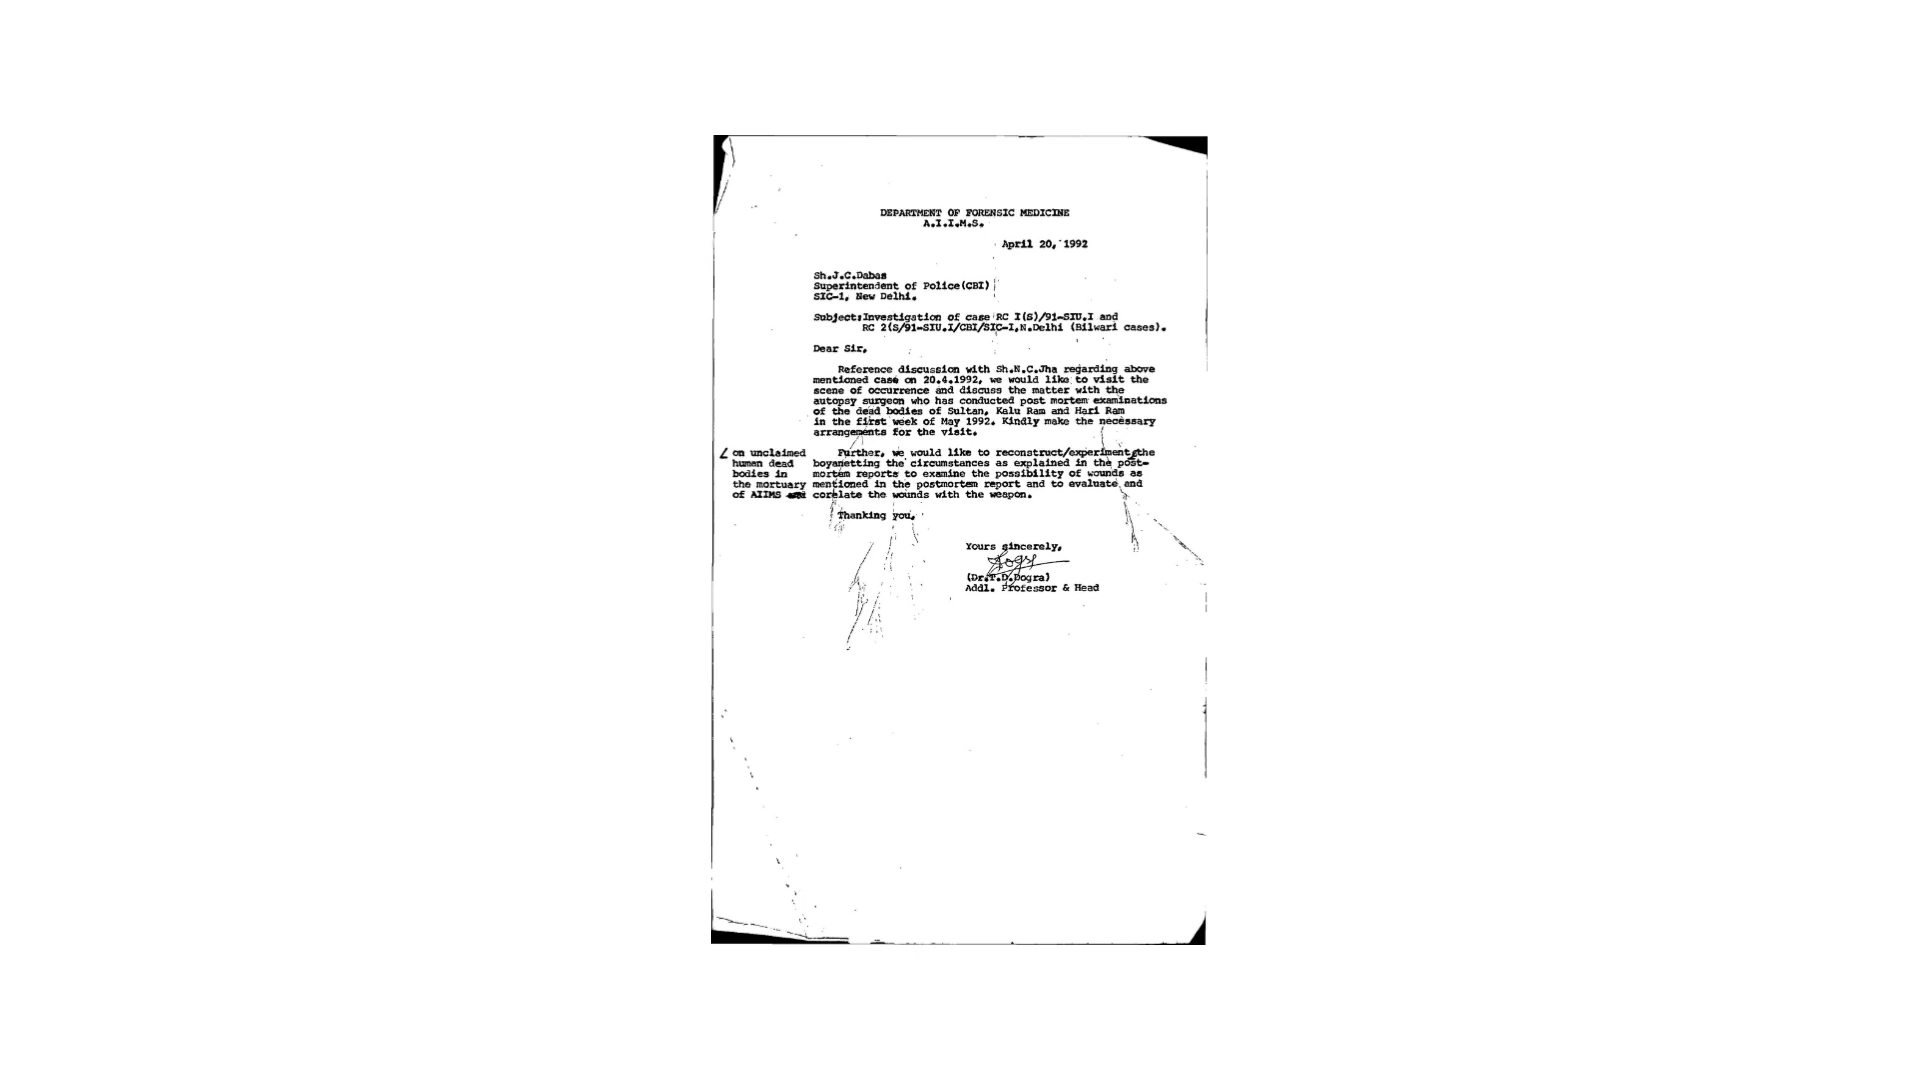 DEPARTMENT OF FORENSIC MEDICINE
A.I.I.M.S.
April 20, 1992
Sh.J.C.Dabas
Superintendent of Police(CBI)
SIC-1, New Delhi.
Subject:Investigation of case RC I(S)/91-SIU.I and
RC 2(S/91-SIU.I/CBI/SIC-I,N.Delhi (Bilwari cases).
Dear Sir,
Reference discussion with Sh.N.C.Jha regarding above
mentioned case on 20.4.1992, we would like to visit the
scene of occurrence and discuss the matter with the
autopsy surgeon who has conducted post mortem examinations
of the dead bodies of Sultan, Kalu Ram and Hari Ram
in the first week of May 1992. Kindly make the necessary
arrangements for the visit.
Further, we would like to reconstruct/experiment the
boyanetting the circumstances as explained in the post-
mortem reports to examine the possibility of wounds as
mentioned in the postmortem report and to evaluate and
corelate the wounds with the weapon.
on unclaimed
human dead
bodies in
the mortuary
of AIIMS
Thanking you,
Yours sincerely,
(Dr.T.D.Dogra)
Addl. Professor & Head